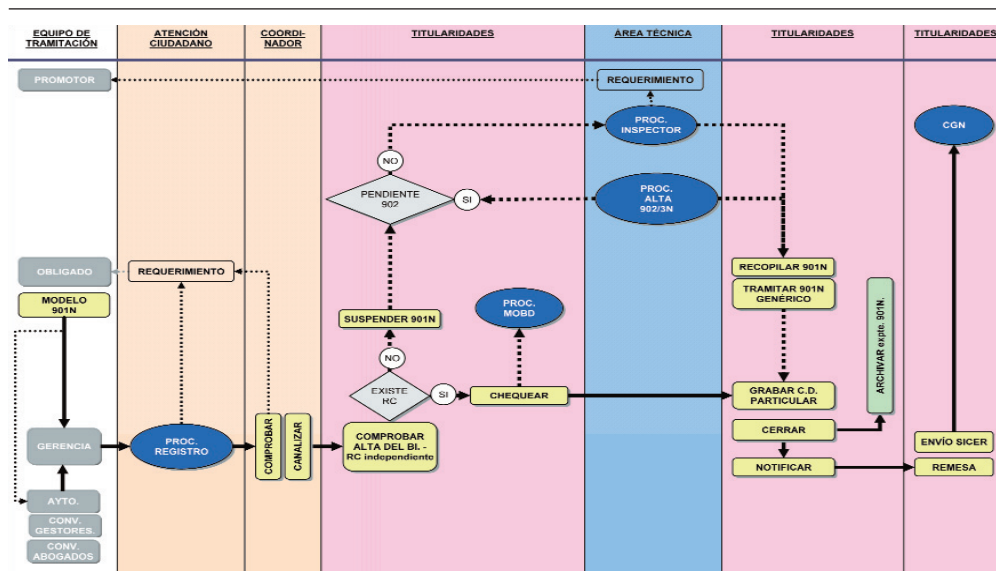 EQUIPO DE
TRAMITACIÓN
ATENCIÓN
CIUDADANO
COORDI-
NADOR
TITULARIDADES
ÁREA TÉCNICA
TITULARIDADES
TITULARIDADES
PROMOTOR
REQUERIMIENTO
PROC.
INSPECTOR
CGN
NO
PENDIENTE
902
SI
PROC.
ALTA
902/3N
OBLIGADO
REQUERIMIENTO
RECOPILAR 901N
MODELO
901N
TRAMITAR 901N
GENÉRICO
PROC.
MOBD
SUSPENDER 901N
ARCHIVAR expte. 901N.
NO
EXISTE
RC
SI
CHEQUEAR
GRABAR C.D.
PARTICULAR
GERENCIA
PROC.
REGISTRO
COMPROBAR
CANALIZAR
COMPROBAR
ALTA DEL BI. -
RC independiente
CERRAR
ENVÍO SICER
NOTIFICAR
REMESA
AYTO.
CONV.
GESTORES.
CONV.
ABOGADOS